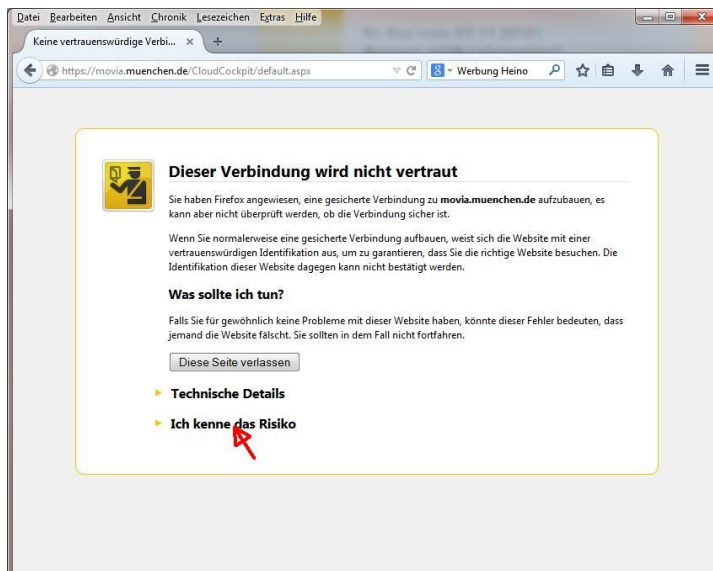 Datei Bearbeiten Ansicht Chronik Lesezeichen Extras Hilfe
Keine vertrauenswürdige Verbi... × +
https://movia.muenchen.de/CloudCockpit/default.aspx
8 Werbung Heino
Dieser Verbindung wird nicht vertraut
Sie haben Firefox angewiesen, eine gesicherte Verbindung zu movia.muenchen.de aufzubauen, es
kann aber nicht überprüft werden, ob die Verbindung sicher ist.
Wenn Sie normalerweise eine gesicherte Verbindung aufbauen, weist sich die Website mit einer
vertrauenswürdigen Identifikation aus, um zu garantieren, dass Sie die richtige Website besuchen. Die
Identifikation dieser Website dagegen kann nicht bestätigt werden.
Was sollte ich tun?
Falls Sie für gewöhnlich keine Probleme mit dieser Website haben, könnte dieser Fehler bedeuten, dass
jemand die Website fälscht. Sie sollten in dem Fall nicht fortfahren.
Diese Seite verlassen
Technische Details
Ich kenne das Risiko